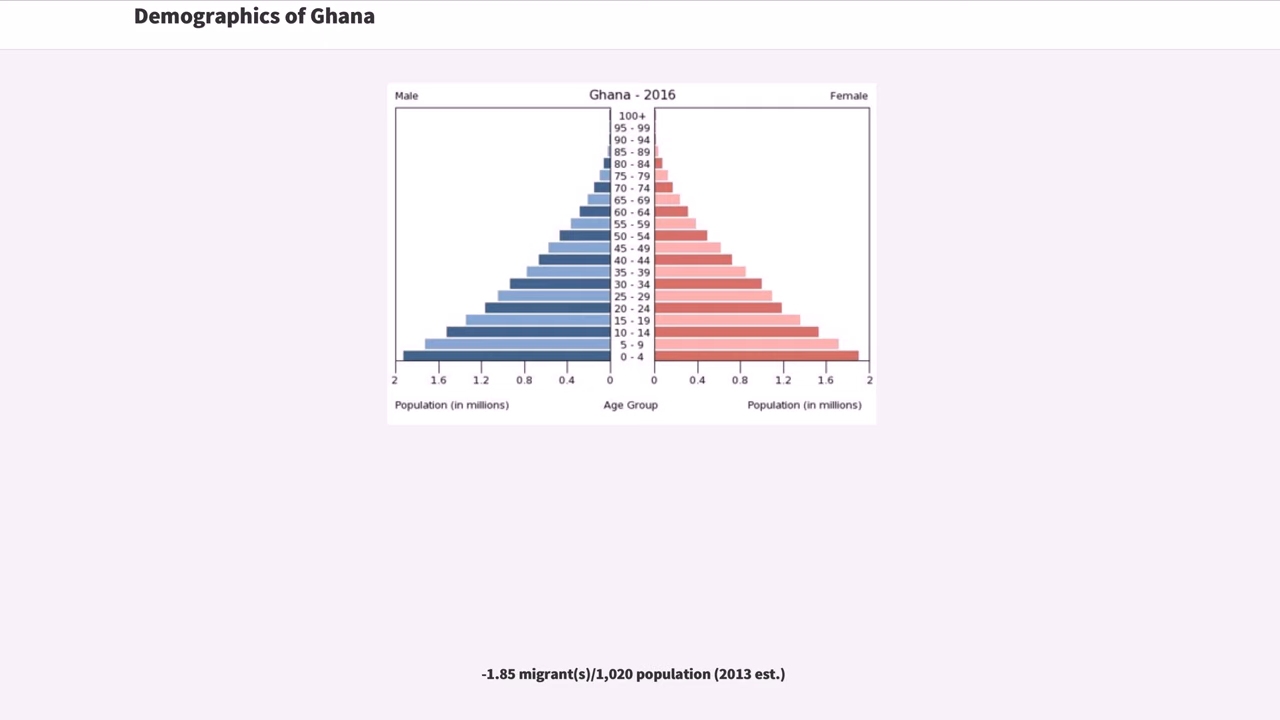 Demographics of Ghana
Male Ghana - 2016 Female
100+
95 - 99
90 - 94
85 - 89
80 - 84
75 - 79
70 - 74
65 - 69
60 - 64
55 - 59
50 - 54
45 - 49
40 - 44
35 - 39
30 - 34
25 - 29
20 - 24
15 - 19
10 - 14
5 - 9
0 - 4
2 1.6 1.2 0.8 0.4 0 0 0.4 0.8 1.2 1.6 2
Population (in millions) Age Group Population (in millions)
-1.85 migrant(s)/1,020 population (2013 est.)